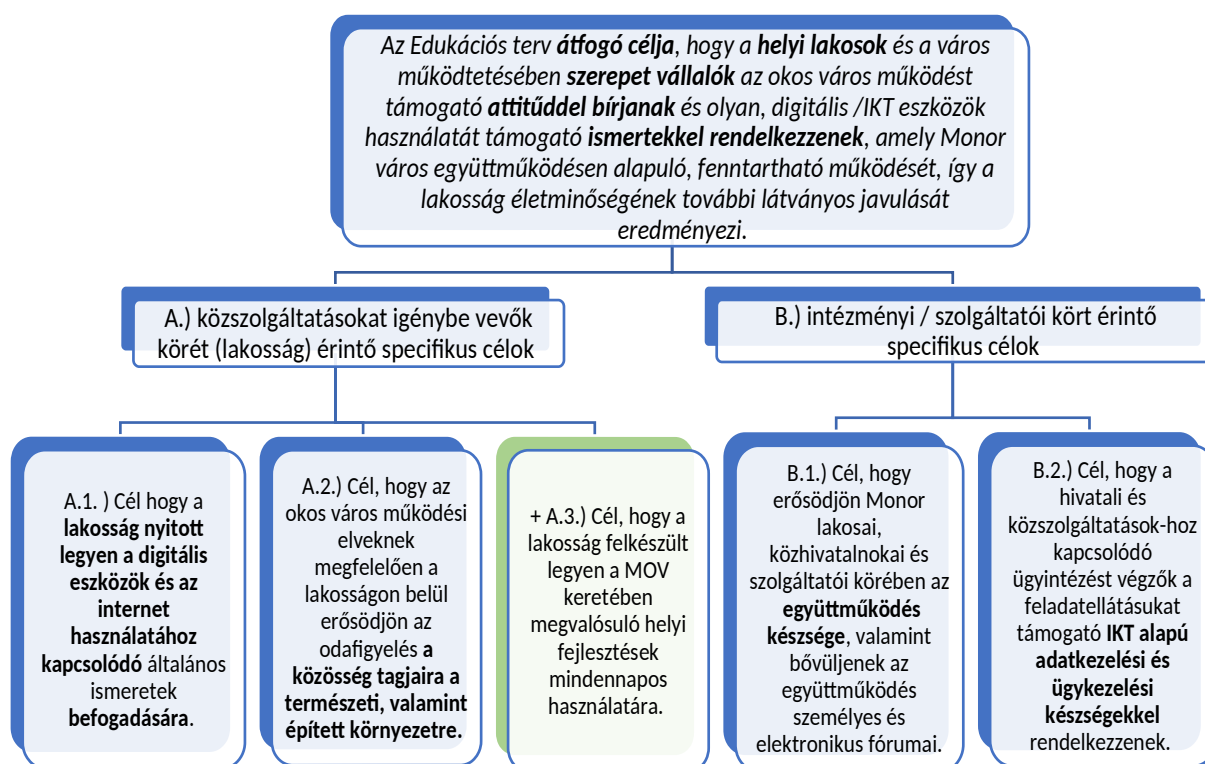 Az Edukációs terv átfogó célja, hogy a helyi lakosok és a város
működtetésében szerepet vállalók az okos város működést
támogató attitűddel bírjanak és olyan, digitális /IKT eszközök
használatát támogató ismertekkel rendelkezzenek, amely Monor
város együttműködésen alapuló, fenntartható működését, így a
lakosság életminőségének további látványos javulását
eredményezi.
A.) közszolgáltatásokat igénybe vevők
körét (lakosság) érintő specifikus célok
B.) intézményi / szolgáltatói kört érintő
specifikus célok
A.1. ) Cél hogy a
lakosság nyitott
legyen a digitális
eszközök és az
internet
használatához
kapcsolódó általános
ismeretek
befogadására.
A.2.) Cél, hogy az
okos város működési
elveknek
megfelelően a
lakosságon belül
erősödjön az
odafigyelés a
közösség tagjaira a
természeti, valamint
épített környezetre.
+ A.3.) Cél, hogy a
lakosság felkészült
legyen a MOV
keretében
megvalósuló helyi
fejlesztések
mindennapos
használatára.
B.1.) Cél, hogy
erősödjön Monor
lakosai,
közhivatalnokai és
szolgáltatói körében az
együttműködés
készsége, valamint
bővüljenek az
együttműködés
személyes és
elektronikus fórumai.
B.2.) Cél, hogy a
hivatali és
közszolgáltatások-hoz
kapcsolódó
ügyintézést végzők a
feladatellátásukat
támogató IKT alapú
adatkezelési és
ügykezelési
készségekkel
rendelkezzenek.